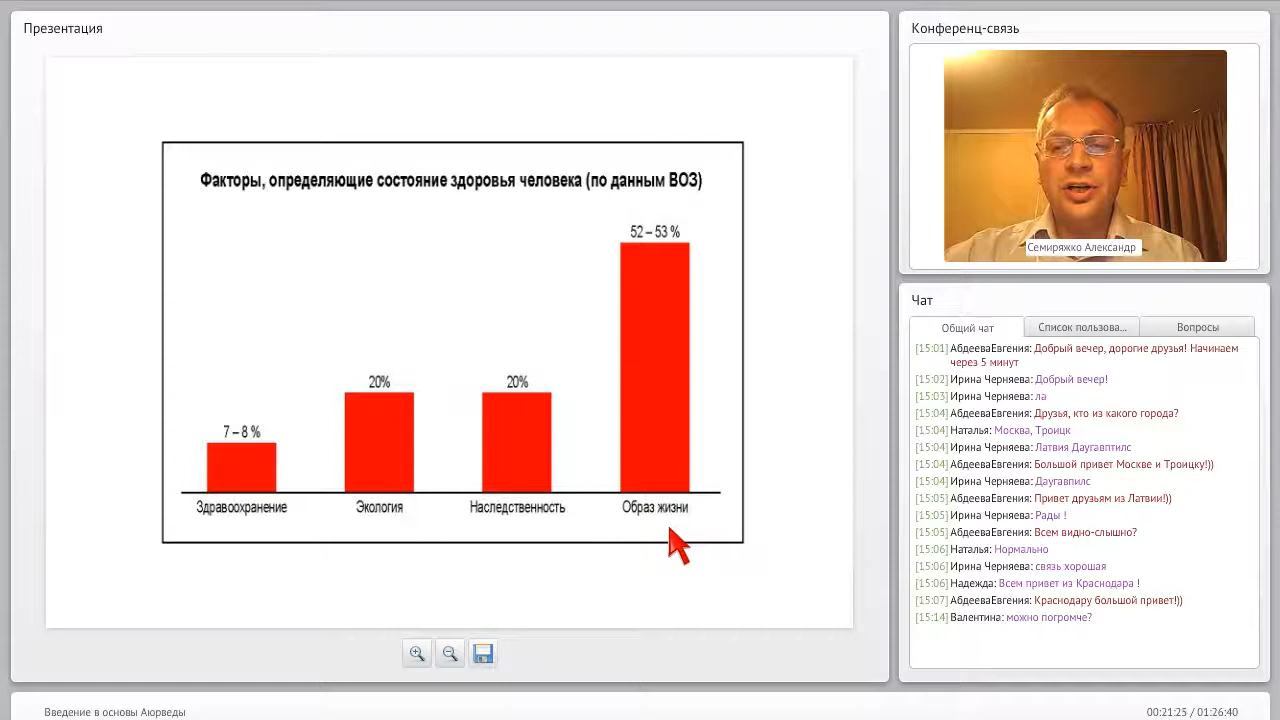 Презентация
Факторы, определяющие состояние здоровья человека (по данным ВОЗ)
7 – 8 %
20%
20%
52 – 53 %
Здравоохранение
Экология
Наследственность
Образ жизни
Конференц-связь
Семиряжко Александр
Чат
Общий чат
Список пользова...
Вопросы
[15:01] АбдееваЕвгения: Добрый вечер, дорогие друзья! Начинаем
через 5 минут
[15:02] Ирина Черняева: Добрый вечер!
[15:03] Ирина Черняева: ла
[15:04] АбдееваЕвгения: Друзья, кто из какого города?
[15:04] Наталья: Москва, Троицк
[15:04] Ирина Черняева: Латвия Даугавптилс
[15:04] АбдееваЕвгения: Большой привет Москве и Троицку!))
[15:04] Ирина Черняева: Даугавпилс
[15:05] АбдееваЕвгения: Привет друзьям из Латвии!))
[15:05] Ирина Черняева: Рады !
[15:05] АбдееваЕвгения: Всем видно-слышно?
[15:06] Наталья: Нормально
[15:06] Ирина Черняева: связь хорошая
[15:06] Надежда: Всем привет из Краснодара !
[15:07] АбдееваЕвгения: Краснодару большой привет!))
[15:14] Валентина: можно погромче?
Введение в основы Аюрведы
00:21:25 / 01:26:40